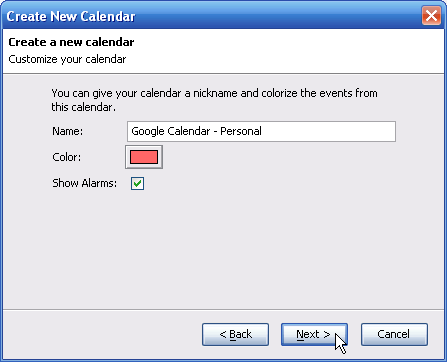 Create New Calendar
Create a new calendar
Customize your calendar
You can give your calendar a nickname and colorize the events from
this calendar.
Name: Google Calendar - Personal
Color:
Show Alarms:
< Back Next > Cancel